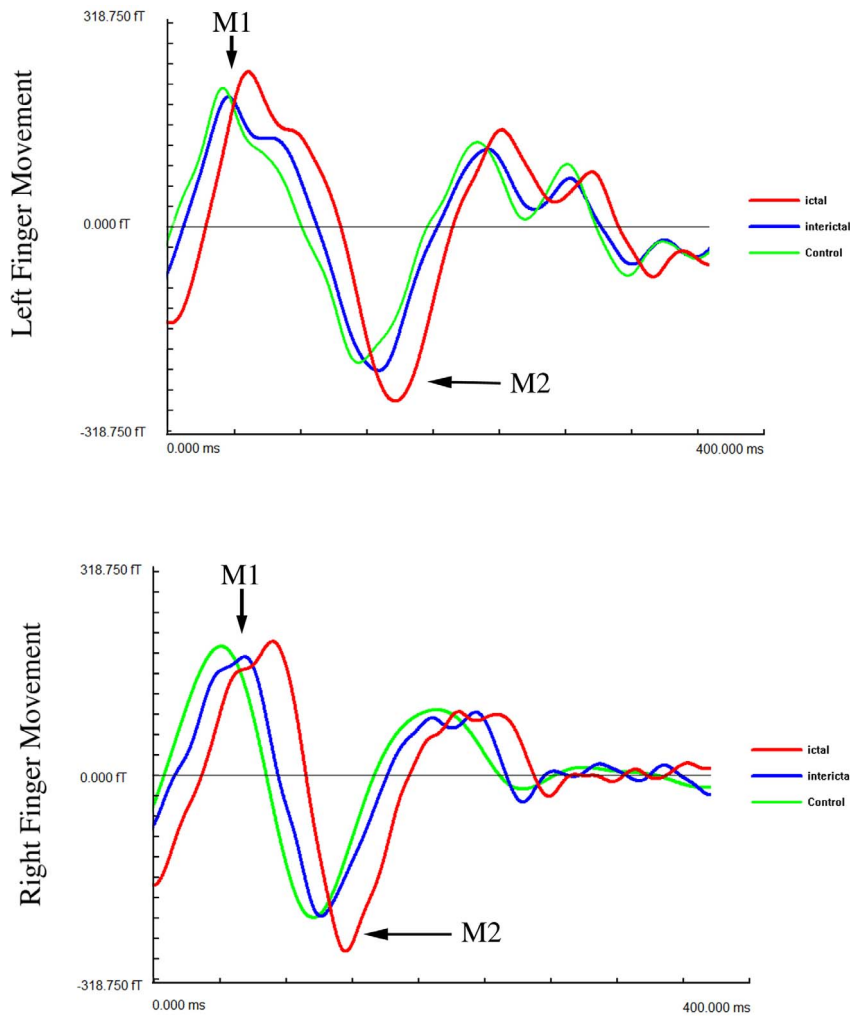 318.750 fT
M1
Left Finger Movement
0.000 fT
ictal
interictal
Control
M2
-318.750 fT
0.000 ms
400.000 ms
318.750 fT
M1
Right Finger Movement
0.000 fT
ictal
intericta
Control
M2
-318.750 fT
0.000 ms
400.000 ms